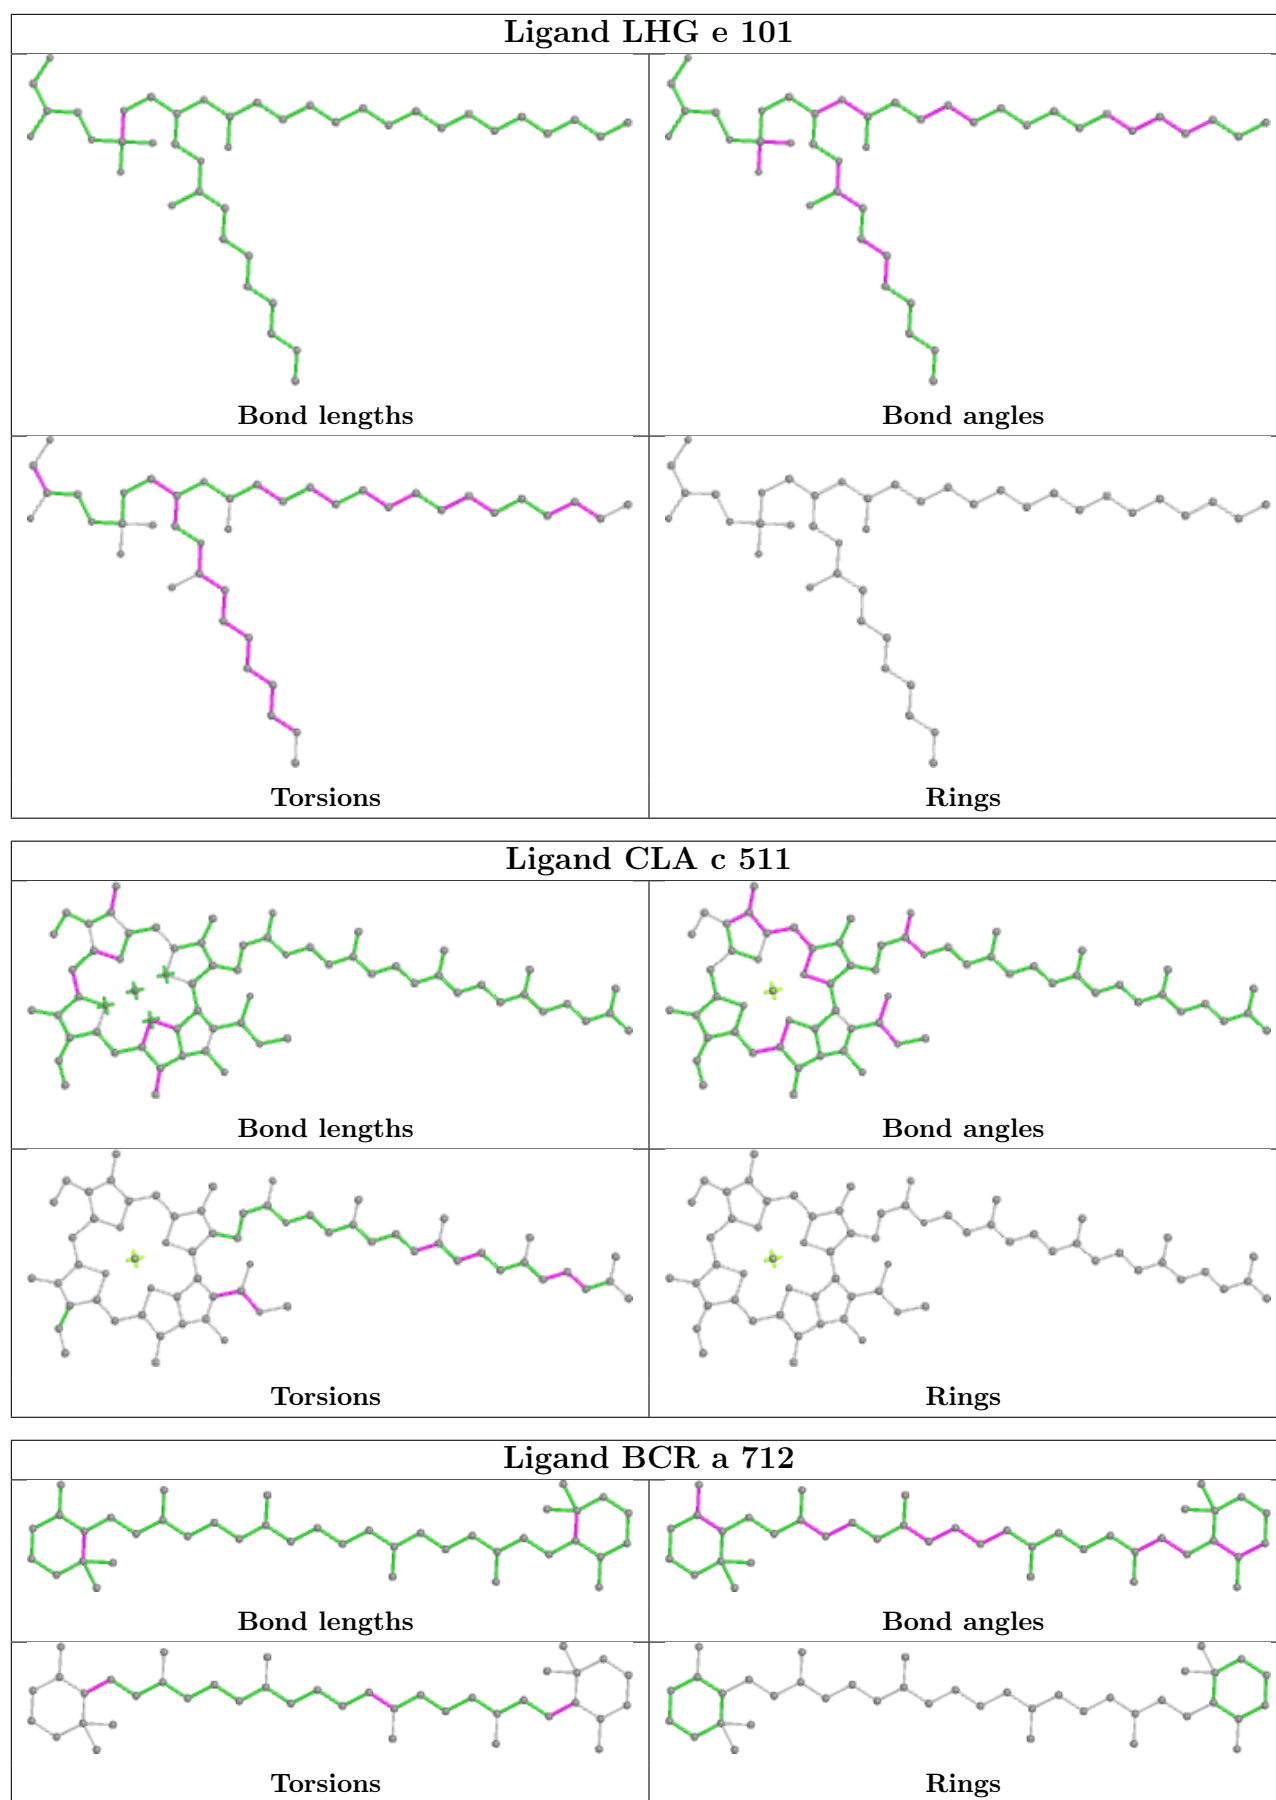 Ligand LHG e 101
Bond lengths
Bond angles
Torsions
Rings
Ligand CLA c 511
Bond lengths
Bond angles
Torsions
Rings
Ligand BCR a 712
Bond lengths
Bond angles
Torsions
Rings